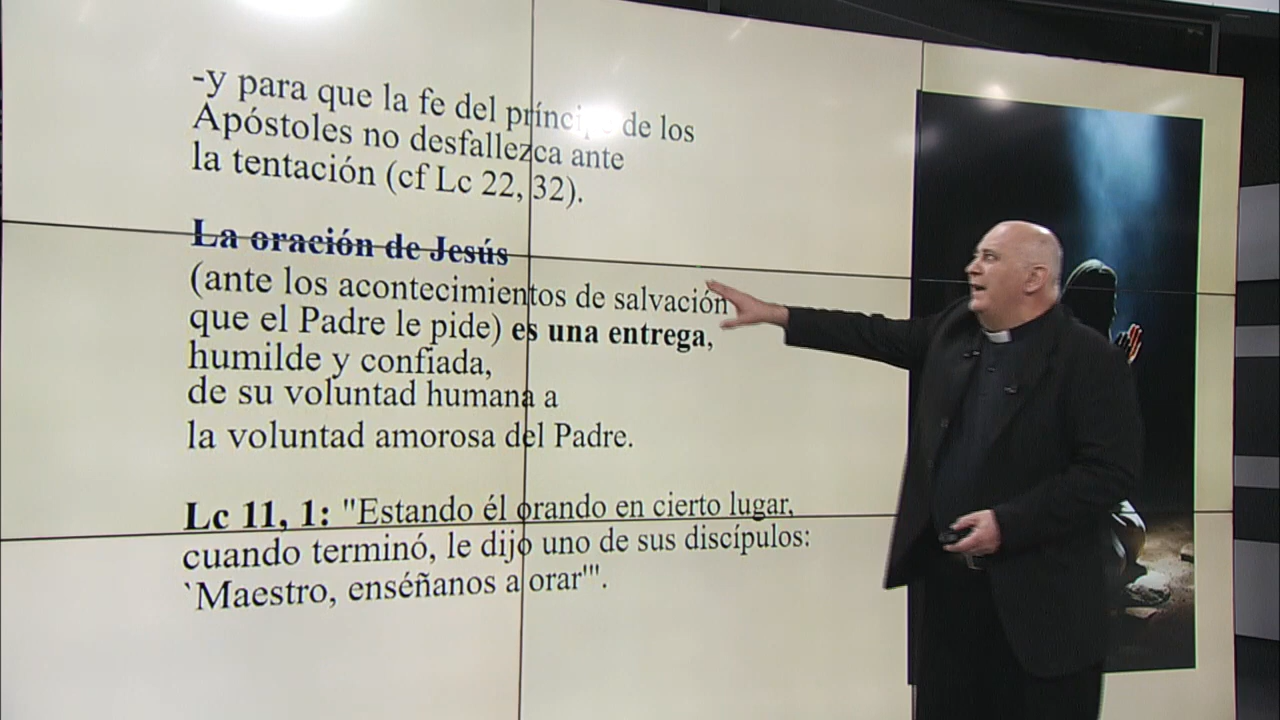 -y para que la fe del príncipe de los
Apóstoles no desfallezca ante
la tentación (cf Lc 22, 32).
La oración de Jesús
(ante los acontecimientos de salvación
que el Padre le pide) es una entrega,
humilde y confiada,
de su voluntad humana a
la voluntad amorosa del Padre.
Lc 11, 1: "Estando él orando en cierto lugar,
cuando terminó, le dijo uno de sus discípulos:
`Maestro, enséñanos a orar'".